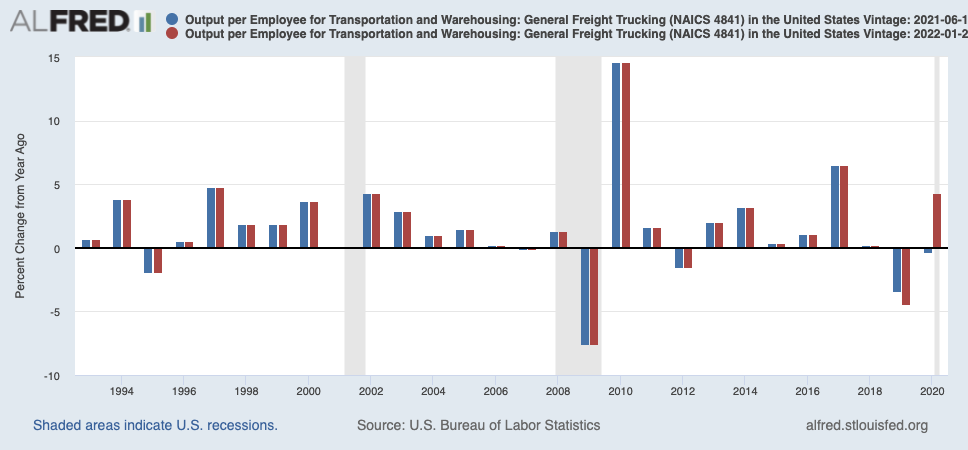 ALFRED
Output per Employee for Transportation and Warehousing: General Freight Trucking (NAICS 4841) in the United States Vintage: 2021-06-1
Output per Employee for Transportation and Warehousing: General Freight Trucking (NAICS 4841) in the United States Vintage: 2022-01-2
Percent Change from Year Ago
15
10
5
0
-5
-10
1994 1996 1998 2000 2002 2004 2006 2008 2010 2012 2014 2016 2018 2020
Shaded areas indicate U.S. recessions. Source: U.S. Bureau of Labor Statistics alfred.stlouisfed.org